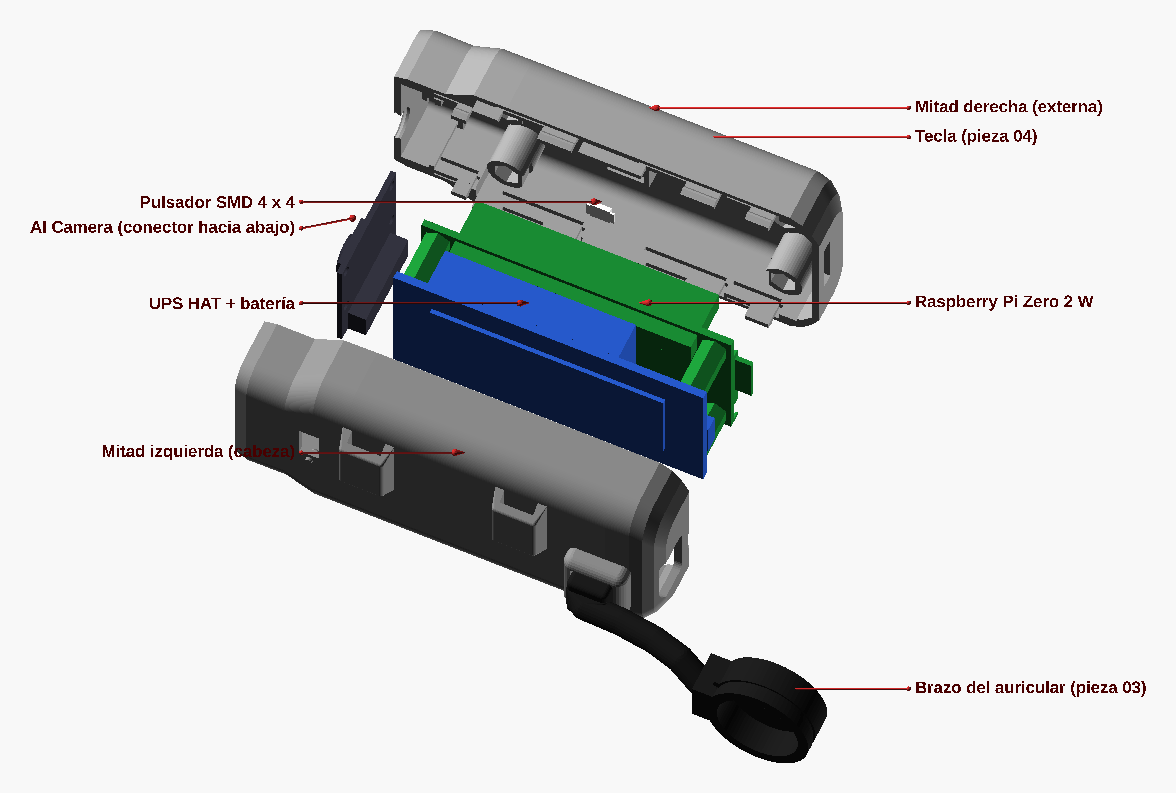 Mitad derecha (externa)
Tecla (pieza 04)
Pulsador SMD 4 x 4
AI Camera (conector hacia abajo)
UPS HAT + batería
Raspberry Pi Zero 2 W
Mitad izquierda (cabeza)
Brazo del auricular (pieza 03)